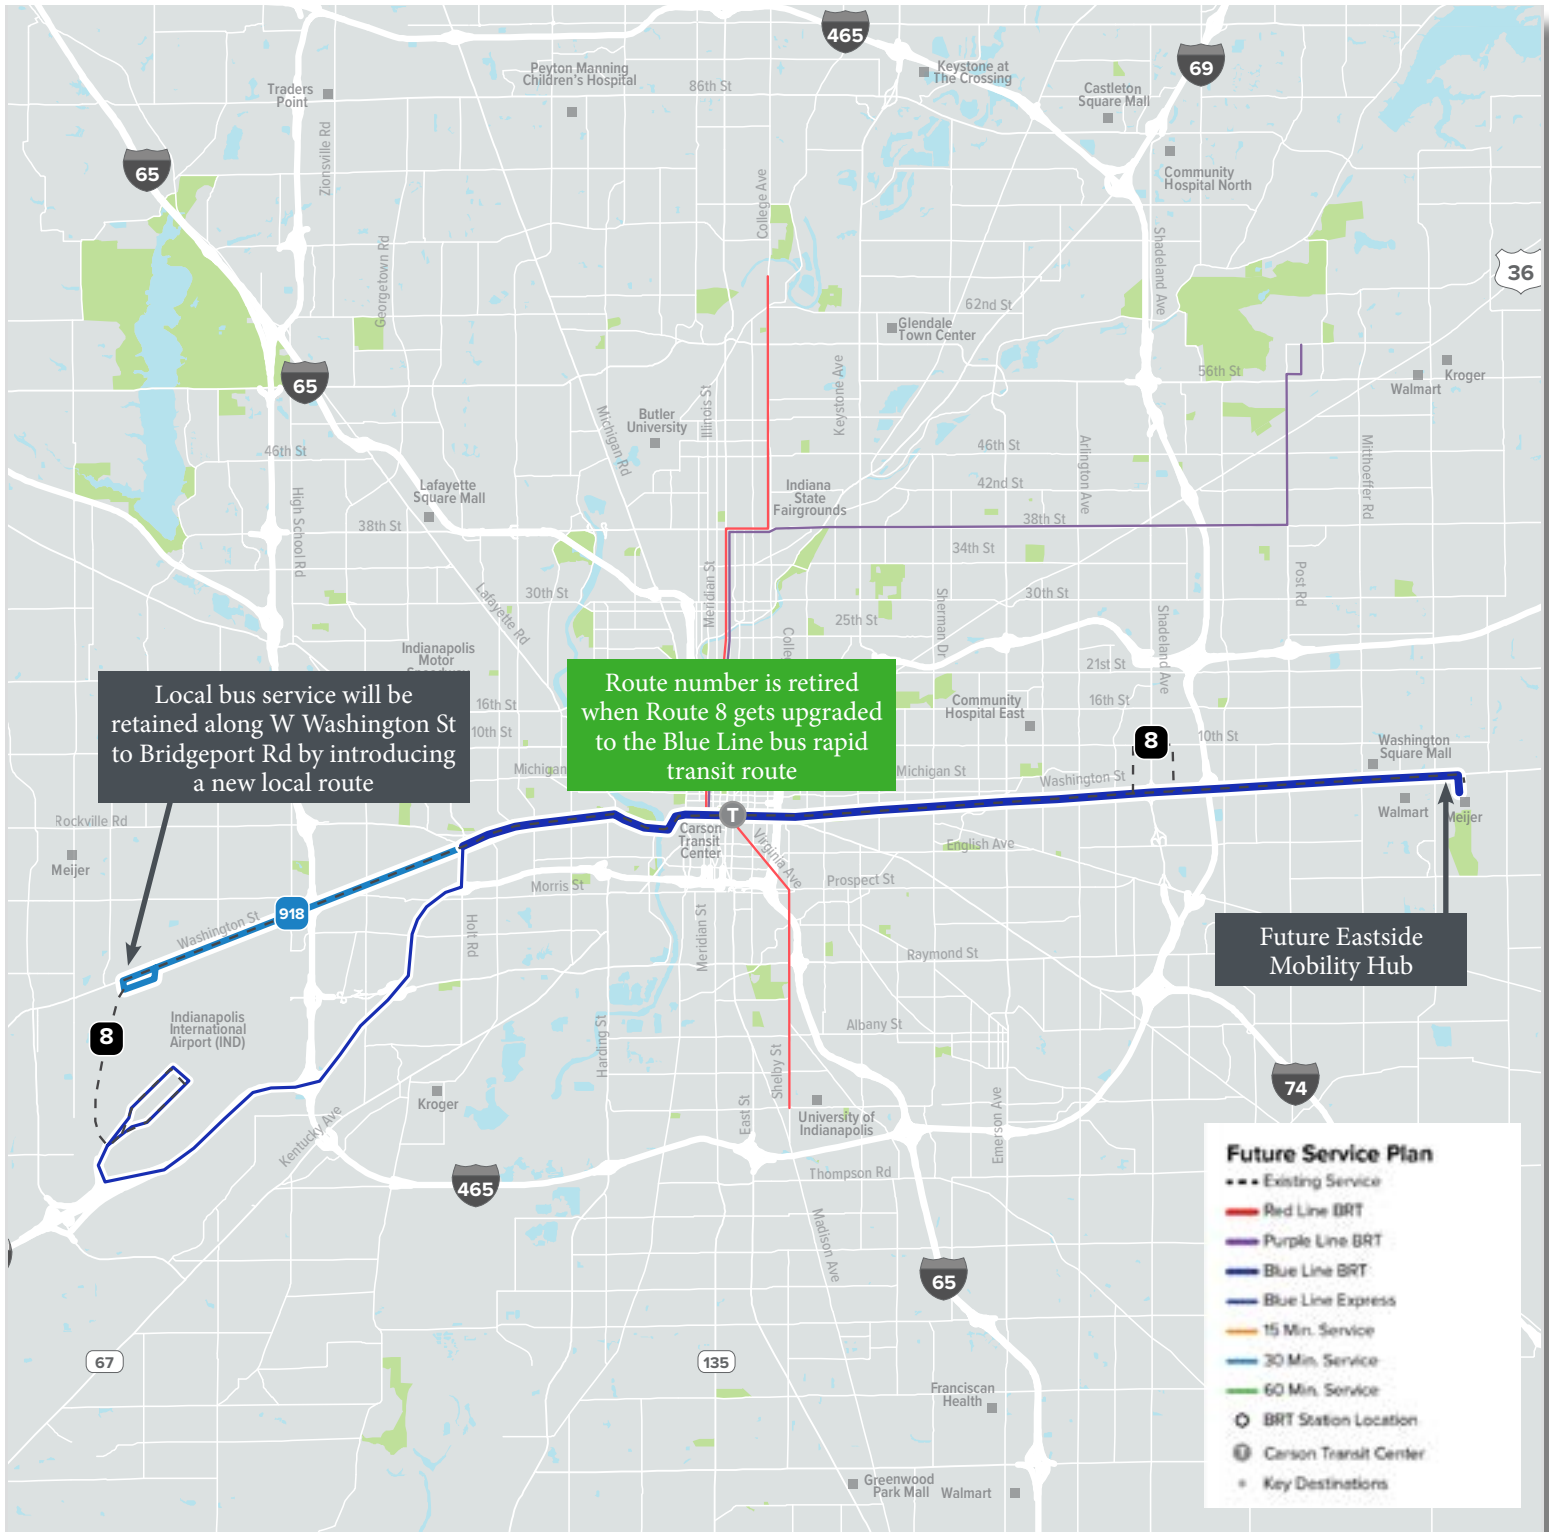 465
69
Peyton Manning
Children's Hospital
Keystone at
The Crossing
Traders
Point
86th St
Castleton
Square Mall
65
Zionsville Rd
Community
Hospital North
College Ave
Georgetown Rd
Shadeland Ave
36
62nd St
Glendale
Town Center
65
56th St
Kroger
Walmart
Keystone Ave
Illinois St
Michigan Rd
Butler
University
46th St
46th St
Arlington Ave
Mitthoeffer Rd
Lafayette
Square Mall
High School Rd
Indiana
State
Fairgrounds
42nd St
38th St
38th St
34th St
Meridian St
Post Rd
30th St
30th St
Lafayette Rd
Sherman Dr
25th St
Shadeland Ave
Colle
Indianapolis
Motor
21st St
Local bus service will be
retained along W Washington St
to Bridgeport Rd by introducing
a new local route
Route number is retired
when Route 8 gets upgraded
to the Blue Line bus rapid
transit route
16th St
10th St
Michigan
Community
Hospital East
16th St
8
10th St
Washington
Square Mall
Michigan St
Washington St
Walmart
Meijer
Rockville Rd
Meijer
T
Carson
Transit
Center
Virginia Ave
English Ave
Prospect St
Morris St
918
Washington St
Holt Rd
Meridian St
Raymond St
Future Eastside
Mobility Hub
Indianapolis
International
Airport (IND)
8
Harding St
Albany St
Shelby St
74
Kroger
Kentucky Ave
East St
University of
Indianapolis
Emerson Ave
465
Thompson Rd
Madison Ave
65
67
135
Franciscan
Health
Greenwood
Park Mall
Walmart
Future Service Plan
Existing Service
Red Line BRT
Purple Line BRT
Blue Line BRT
Blue Line Express
15 Min. Service
30 Min. Service
60 Min. Service
BRT Station Location
T Carson Transit Center
Key Destinations